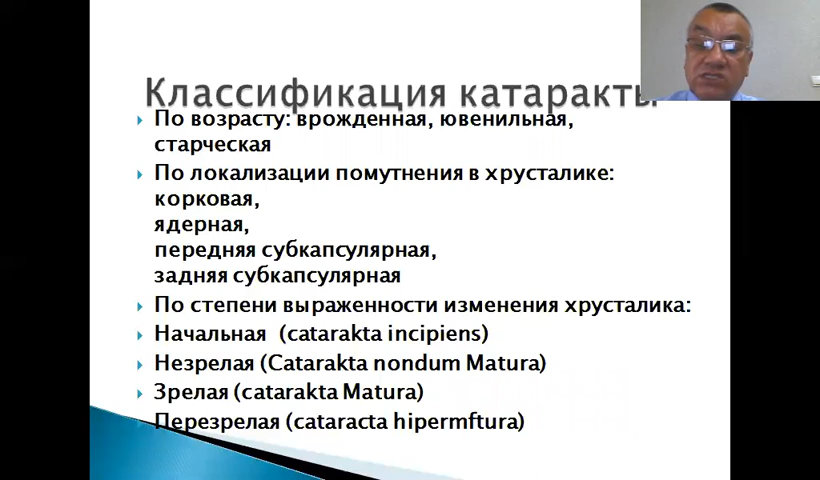 Классификация катаракты
По возрасту: врожденная, ювенильная,
старческая
По локализации помутнения в хрусталике:
корковая,
ядерная,
передняя субкапсулярная,
задняя субкапсулярная
По степени выраженности изменения хрусталика:
Начальная (catarakta incipiens)
Незрелая (Catarakta nondum Matura)
Зрелая (catarakta Matura)
Перезрелая (cataracta hipermftura)